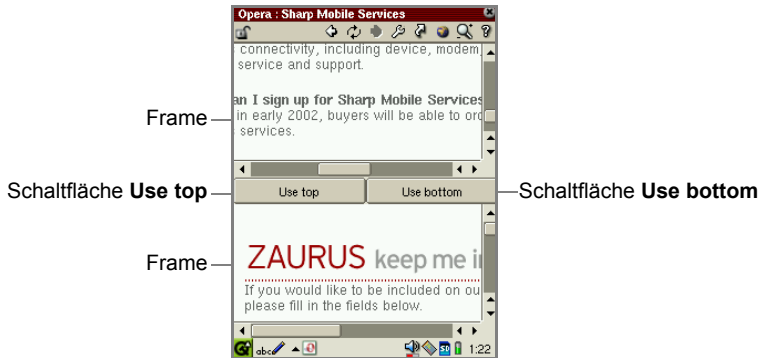 Opera : Sharp Mobile Services
connectivity, including device, modem,
service and support.
an I sign up for Sharp Mobile Services
in early 2002, buyers will be able to ord
services.
Frame
Schaltfläche Use top
Use top
Use bottom
Schaltfläche Use bottom
Frame
ZAURUS keep me i
If you would like to be included on ou
please fill in the fields below.
abc
1:22